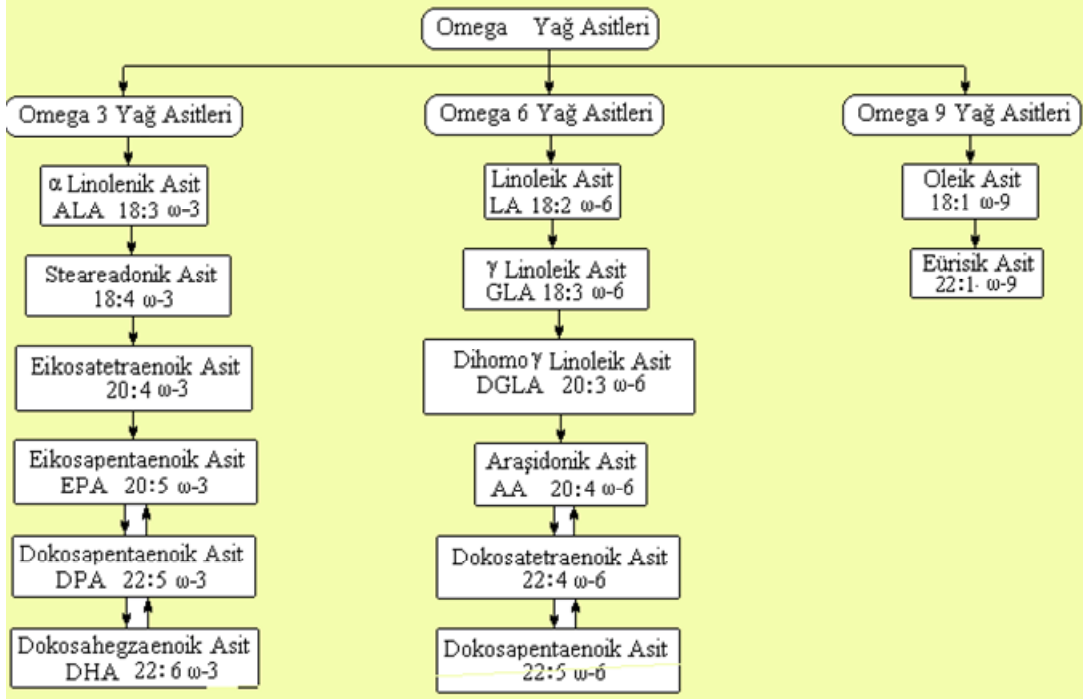 Omega Yağ Asitleri
Omega 3 Yağ Asitleri
α Linolenik Asit
ALA 18:3 ω-3
Steareadonik Asit
18:4 ω-3
Eikosatetraenoik Asit
20:4 ω-3
Eikosapentaenoik Asit
EPA 20:5 ω-3
Dokosapentaenoik Asit
DPA 22:5 ω-3
Dokosahegzaenoik Asit
DHA 22:6 ω-3
Omega 6 Yağ Asitleri
Linoleik Asit
LA 18:2 ω-6
γ Linoleik Asit
GLA 18:3 ω-6
Dihomo γ Linoleik Asit
DGLA 20:3 ω-6
Araşidonik Asit
AA 20:4 ω-6
Dokosatetraenoik Asit
22:4 ω-6
Dokosapentaenoik Asit
22:5 ω-6
Omega 9 Yağ Asitleri
Oleik Asit
18:1 ω-9
Eürisik Asit
22:1· ω-9